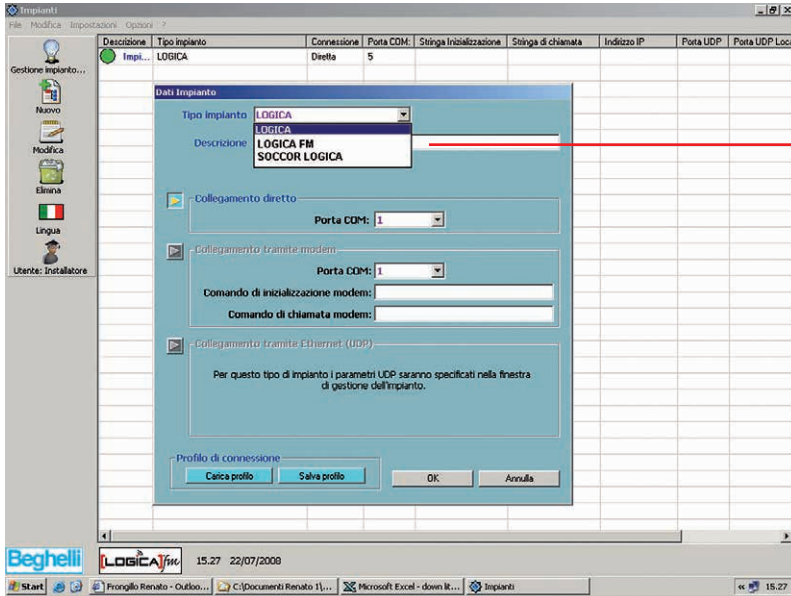 Impianti
File Modifica Impostazioni Opzioni ?
Descrizione Tipo impianto Connessione Porta COM: Stringa Inizializzazione Stringa di chiamata Indirizzo IP Porta UDP Porta UDP Loca
Impi... LOGICA Diretta 5
Gestione impianto...
Nuovo
Modifica
Elimina
Lingua
Utente: Installatore
Dati Impianto
Tipo impianto LOGICA
LOGICA
LOGICA FM
SOCCOR LOGICA
Descrizione
Collegamento diretto
Porta COM: 1
Collegamento tramite modem
Porta COM: 1
Comando di inizializzazione modem:
Comando di chiamata modem:
Collegamento tramite Ethernet (UDP)
Per questo tipo di impianto i parametri UDP saranno specificati nella finestra
di gestione dell'impianto.
Profilo di connessione
Carica profilo Salva profilo OK Annulla
Beghelli [LOGICA]fm 15.27 22/07/2008
Start Frongilo Renato - Outloo... C:\Documenti Renato 1\... Microsoft Excel - down lit... Impianti « 15.27